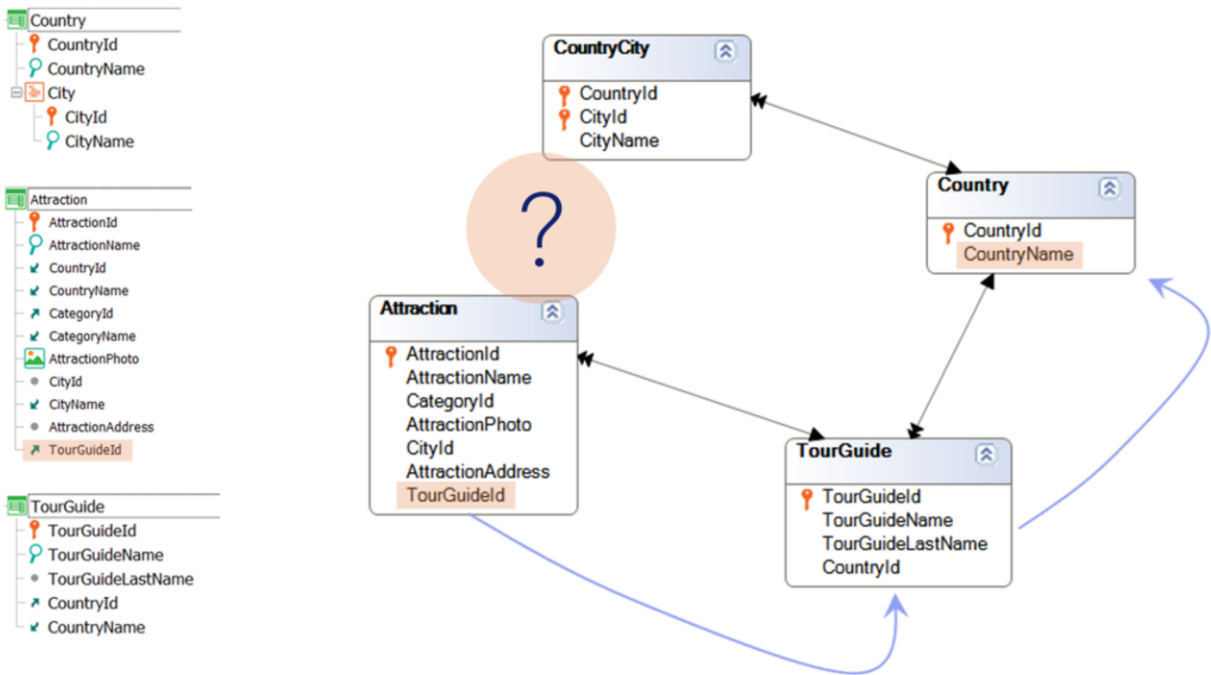 Country
CountryId
CountryName
City
CityId
CityName
Attraction
AttractionId
AttractionName
CountryId
CountryName
CategoryId
CategoryName
AttractionPhoto
CityId
CityName
AttractionAddress
TourGuideId
TourGuide
TourGuideId
TourGuideName
TourGuideLastName
CountryId
CountryName
CountryCity
CountryId
CityId
CityName
?
Country
CountryId
CountryName
Attraction
AttractionId
AttractionName
CategoryId
AttractionPhoto
CityId
AttractionAddress
TourGuideId
TourGuide
TourGuideId
TourGuideName
TourGuideLastName
CountryId